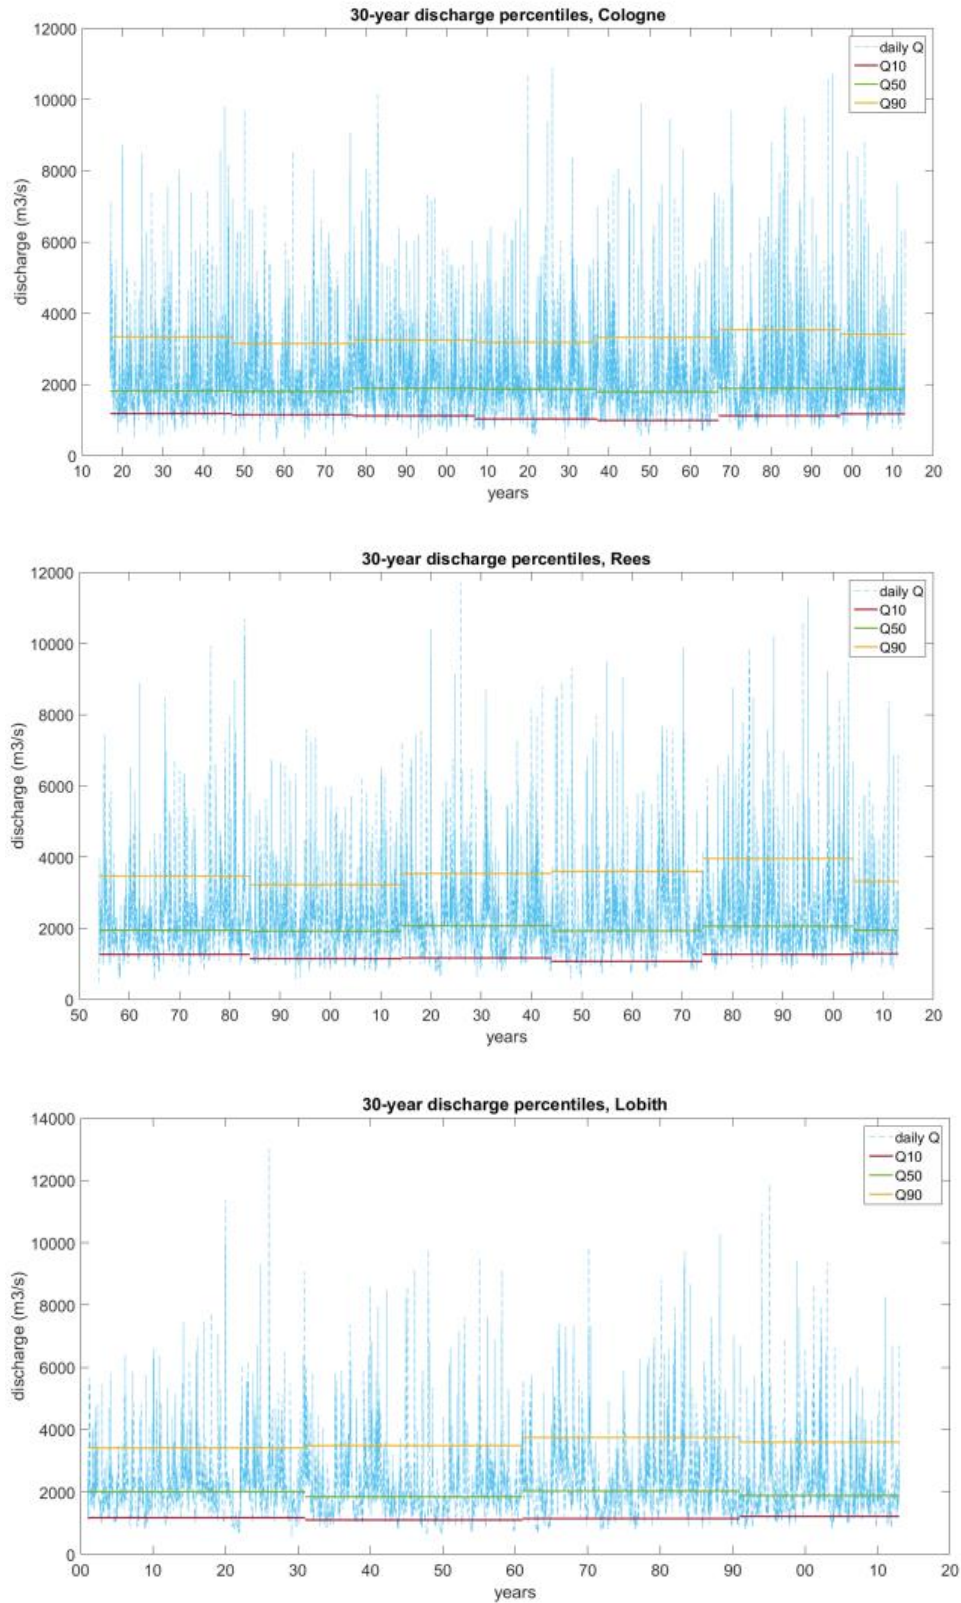 30-year discharge percentiles, Cologne
12000
10000
8000
6000
4000
2000
0
discharge (m3/s)
daily Q
Q10
Q50
Q90
10 20 30 40 50 60 70 80 90 00 10 20 30 40 50 60 70 80 90 00 10 20
years
30-year discharge percentiles, Rees
12000
10000
8000
6000
4000
2000
0
discharge (m3/s)
daily Q
Q10
Q50
Q90
50 60 70 80 90 00 10 20 30 40 50 60 70 80 90 00 10 20
years
30-year discharge percentiles, Lobith
14000
12000
10000
8000
6000
4000
2000
0
discharge (m3/s)
daily Q
Q10
Q50
Q90
00 10 20 30 40 50 60 70 80 90 00 10 20
years